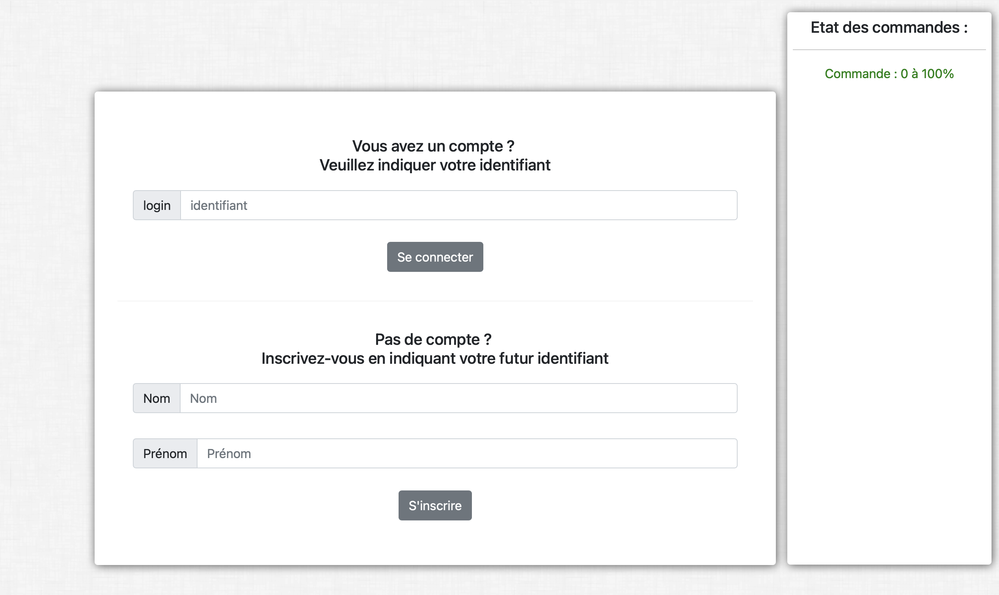 Etat des commandes :
Commande : 0 à 100%
Vous avez un compte ?
Veuillez indiquer votre identifiant
login identifiant
Se connecter
Pas de compte ?
Inscrivez-vous en indiquant votre futur identifiant
Nom Nom
Prénom Prénom
S'inscrire